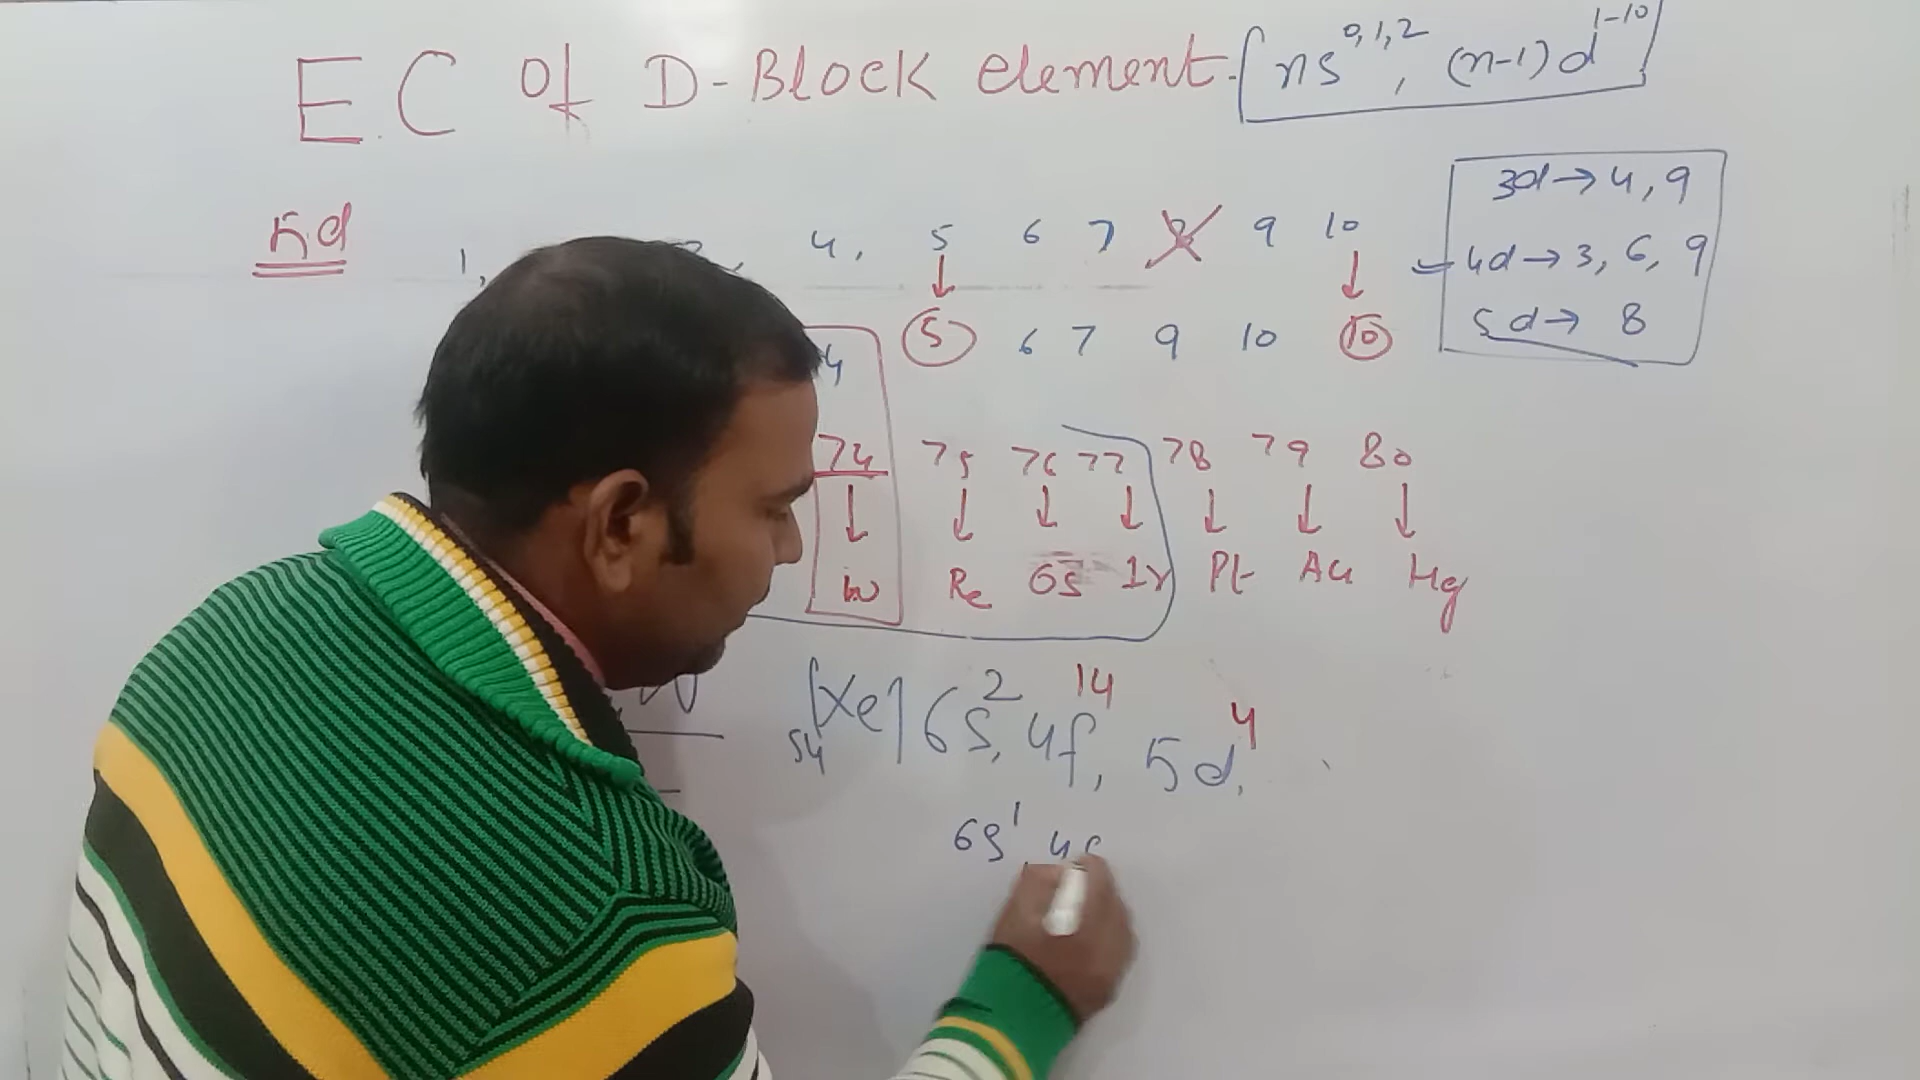 E.C Of D-Block element-[ns^0,1,2, (n-1)d^1-10]
3d→4,9
5d 1, 4, 5 6 7 8 9 10 4d→3, 6, 9
4 5 6 7 9 10 10 5d→ 8
74 75 76 77 78 79 80
W Re Os Ir Pt Au Hg
W 54[Xe] 6s^2, 4f^14, 5d^4,
6s^1, 4f